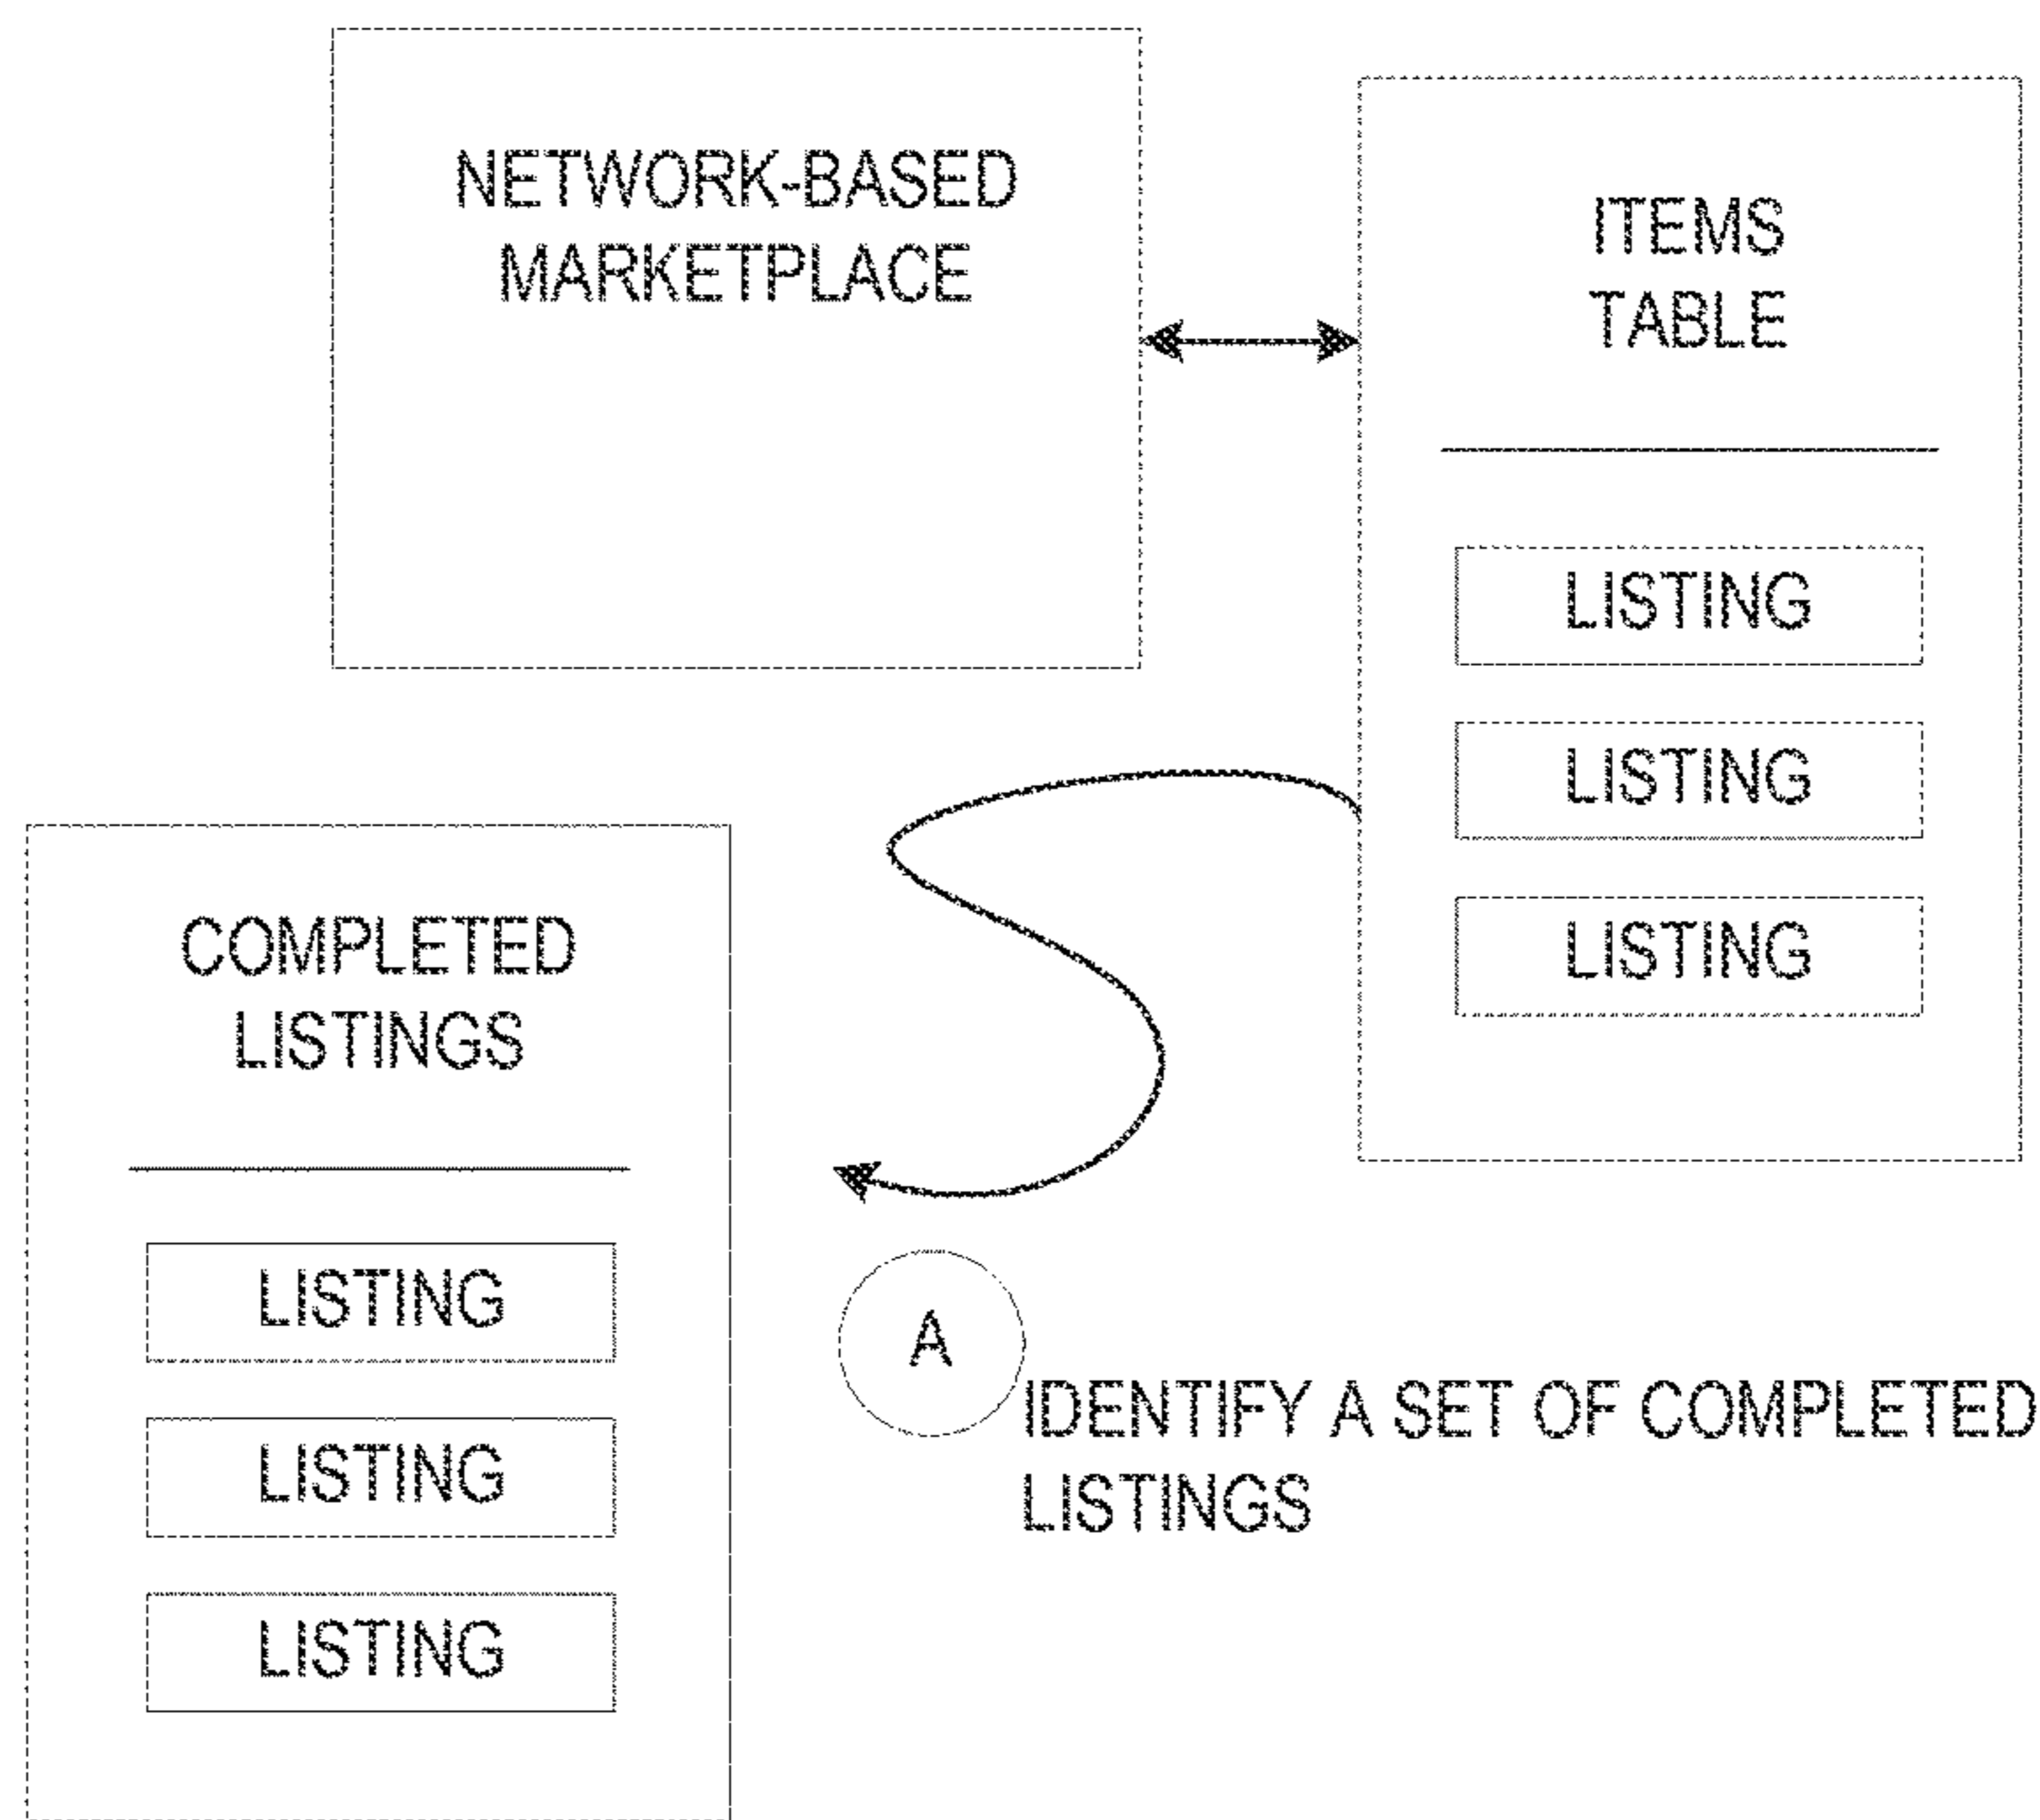 NETWORK-BASED
MARKETPLACE
ITEMS
TABLE
LISTING
LISTING
LISTING
COMPLETED
LISTINGS
LISTING
LISTING
LISTING
A
IDENTIFY A SET OF COMPLETED
LISTINGS